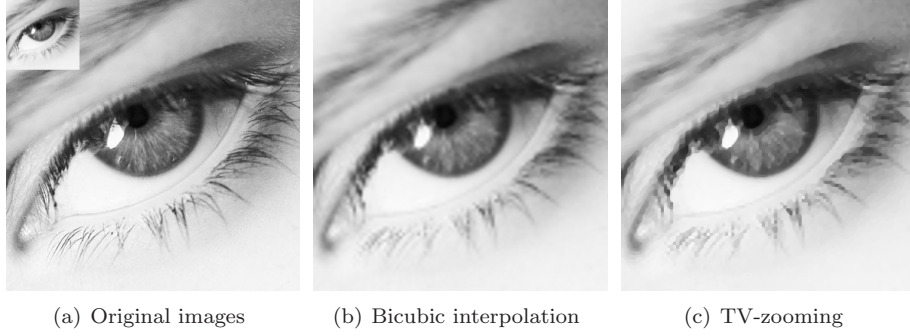 (a) Original images
(b) Bicubic interpolation
(c) TV-zooming